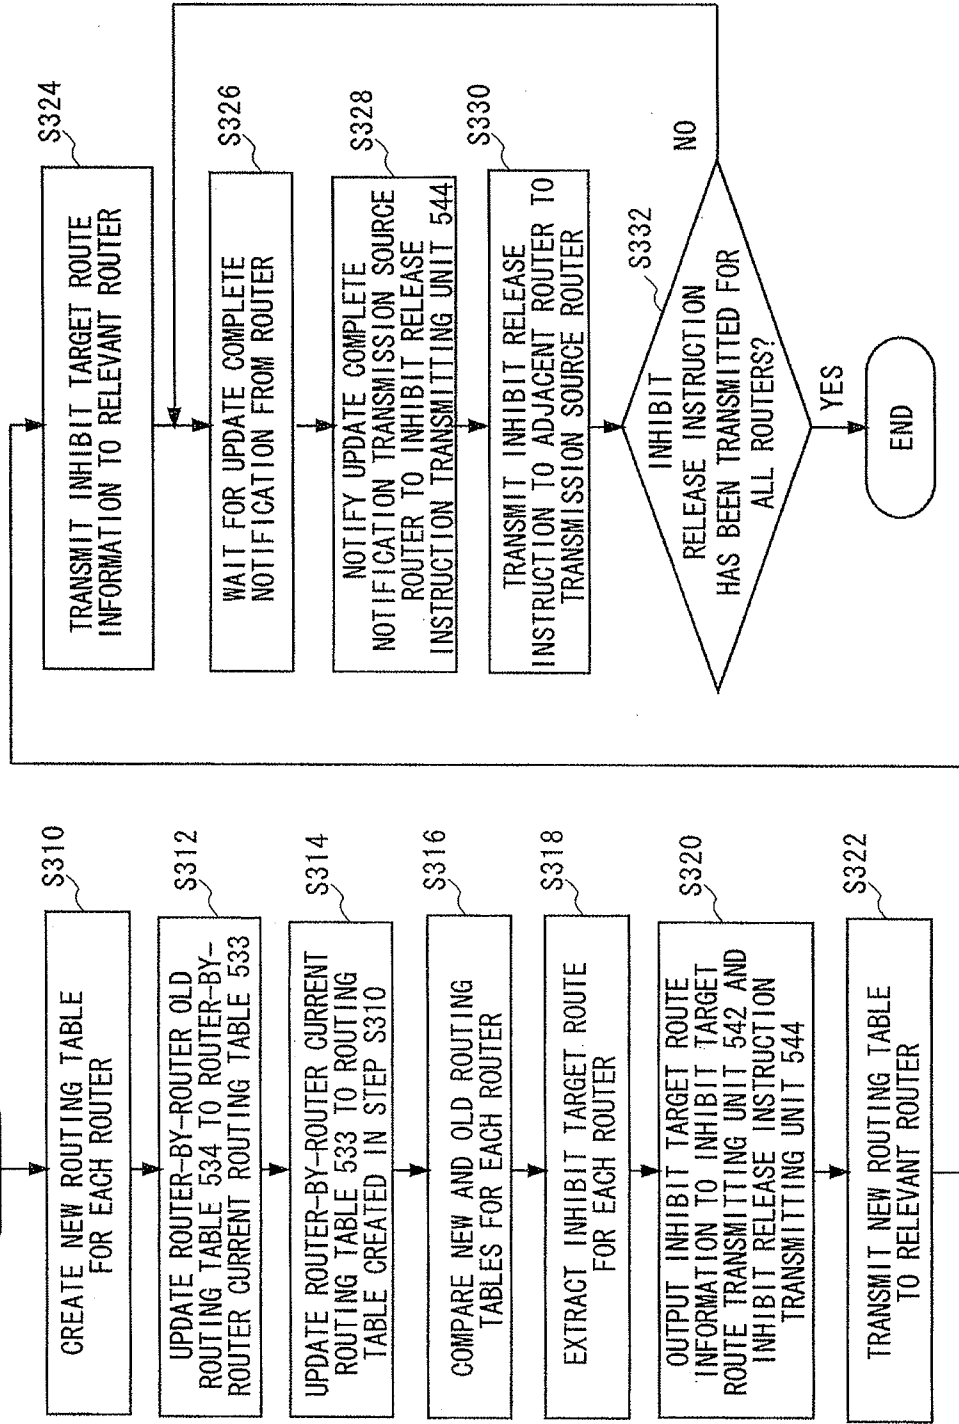 S310
CREATE NEW ROUTING TABLE
FOR EACH ROUTER
S312
UPDATE ROUTER-BY-ROUTER OLD
ROUTING TABLE 534 TO ROUTER-BY-
ROUTER CURRENT ROUTING TABLE 533
S314
UPDATE ROUTER-BY-ROUTER CURRENT
ROUTING TABLE 533 TO ROUTING
TABLE CREATED IN STEP S310
S316
COMPARE NEW AND OLD ROUTING
TABLES FOR EACH ROUTER
S318
EXTRACT INHIBIT TARGET ROUTE
FOR EACH ROUTER
S320
OUTPUT INHIBIT TARGET ROUTE
INFORMATION TO INHIBIT TARGET
ROUTE TRANSMITTING UNIT 542 AND
INHIBIT RELEASE INSTRUCTION
TRANSMITTING UNIT 544
S322
TRANSMIT NEW ROUTING TABLE
TO RELEVANT ROUTER
S324
TRANSMIT INHIBIT TARGET ROUTE
INFORMATION TO RELEVANT ROUTER
S326
WAIT FOR UPDATE COMPLETE
NOTIFICATION FROM ROUTER
S328
NOTIFY UPDATE COMPLETE
NOTIFICATION TRANSMISSION SOURCE
ROUTER TO INHIBIT RELEASE
INSTRUCTION TRANSMITTING UNIT 544
S330
TRANSMIT INHIBIT RELEASE
INSTRUCTION TO ADJACENT ROUTER TO
TRANSMISSION SOURCE ROUTER
S332
INHIBIT
RELEASE INSTRUCTION
HAS BEEN TRANSMITTED FOR
ALL ROUTERS?
NO
YES
END